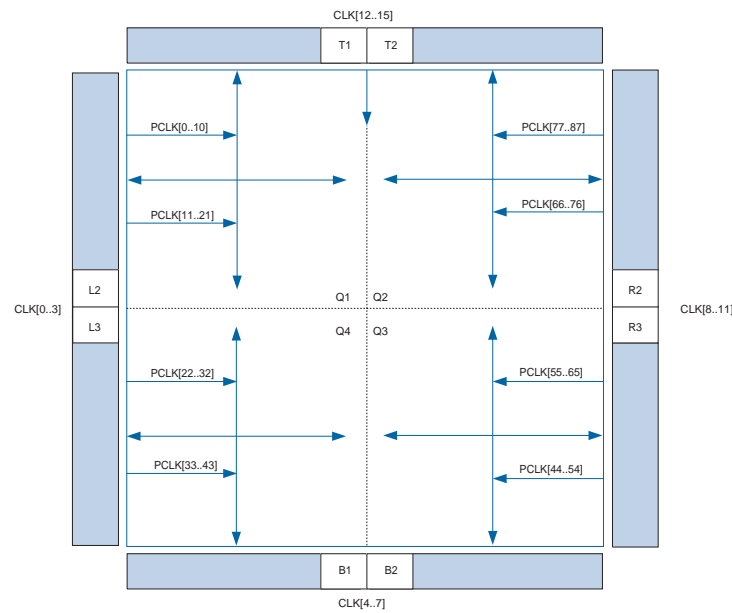 CLK[12..15]
T1 T2
PCLK[0..10] PCLK[77..87]
PCLK[11..21] PCLK[66..76]
L2 R2
Q1 Q2
CLK[0..3] CLK[8..11]
L3 R3
Q4 Q3
PCLK[22..32] PCLK[55..65]
PCLK[33..43] PCLK[44..54]
B1 B2
CLK[4..7]